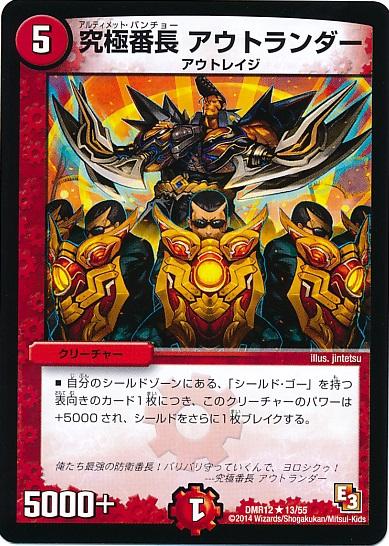 5
アルティメット・バンチョー
究極番長 アウトランダー
アウトレイジ
illus. jintetsu
クリーチャー
■ 自分のシールドゾーンにある、「シールド・ゴー」を持つ
表向きのカード1枚につき、このクリーチャーのパワーは
+5000され、シールドをさらに1枚ブレイクする。
俺たち最強の防衛番長！バリバリ守っていくんで、ヨロシクゥ！
---究極番長 アウトランダー
5000+
1
DMR12★13/55
©2014 Wizards/Shogakukan/Mitsui-Kids
E3